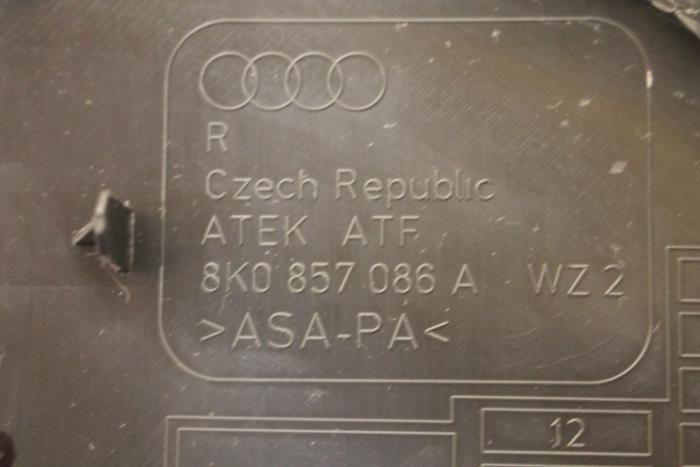 R
Czech Republic
ATEK ATF
8K0 857 086 A WZ 2
>ASA-PA<
12